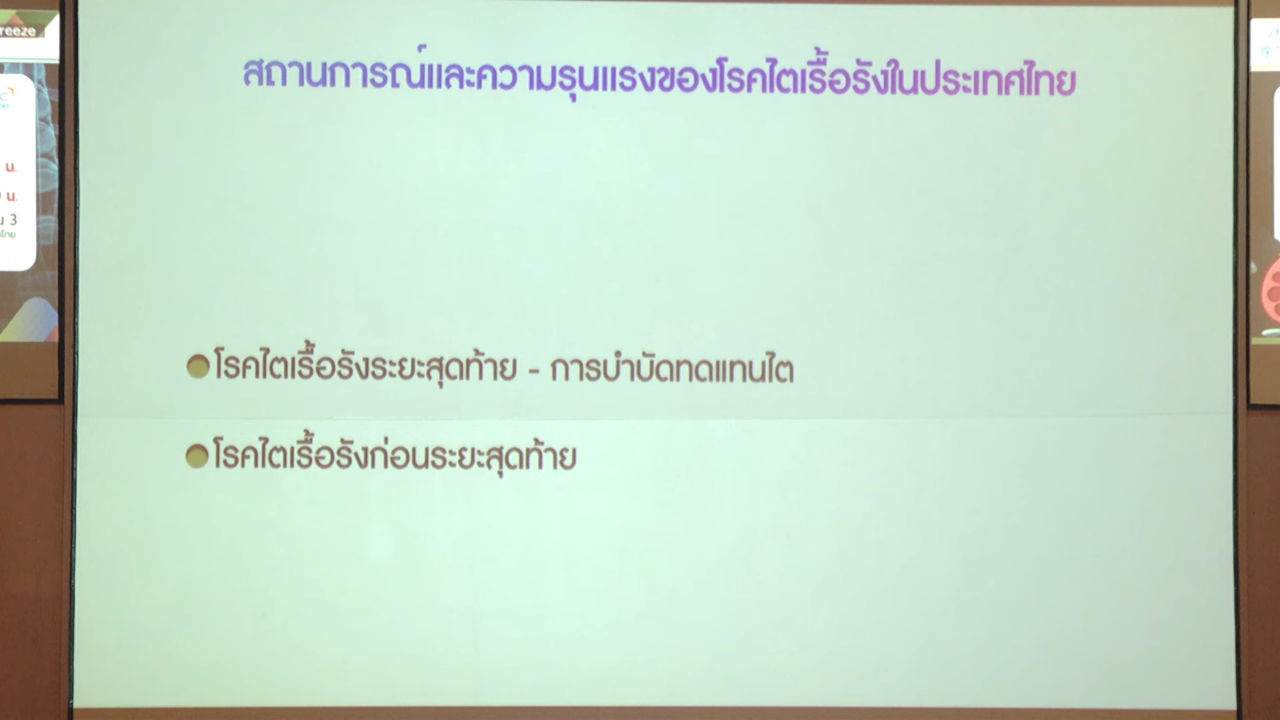 สถานการณ์และความรุนแรงของโรคไตเรื้อรังในประเทศไทย
โรคไตเรื้อรังระยะสุดท้าย - การบำบัดทดแทนไต
โรคไตเรื้อรังก่อนระยะสุดท้าย
reeze
น.
น.
3